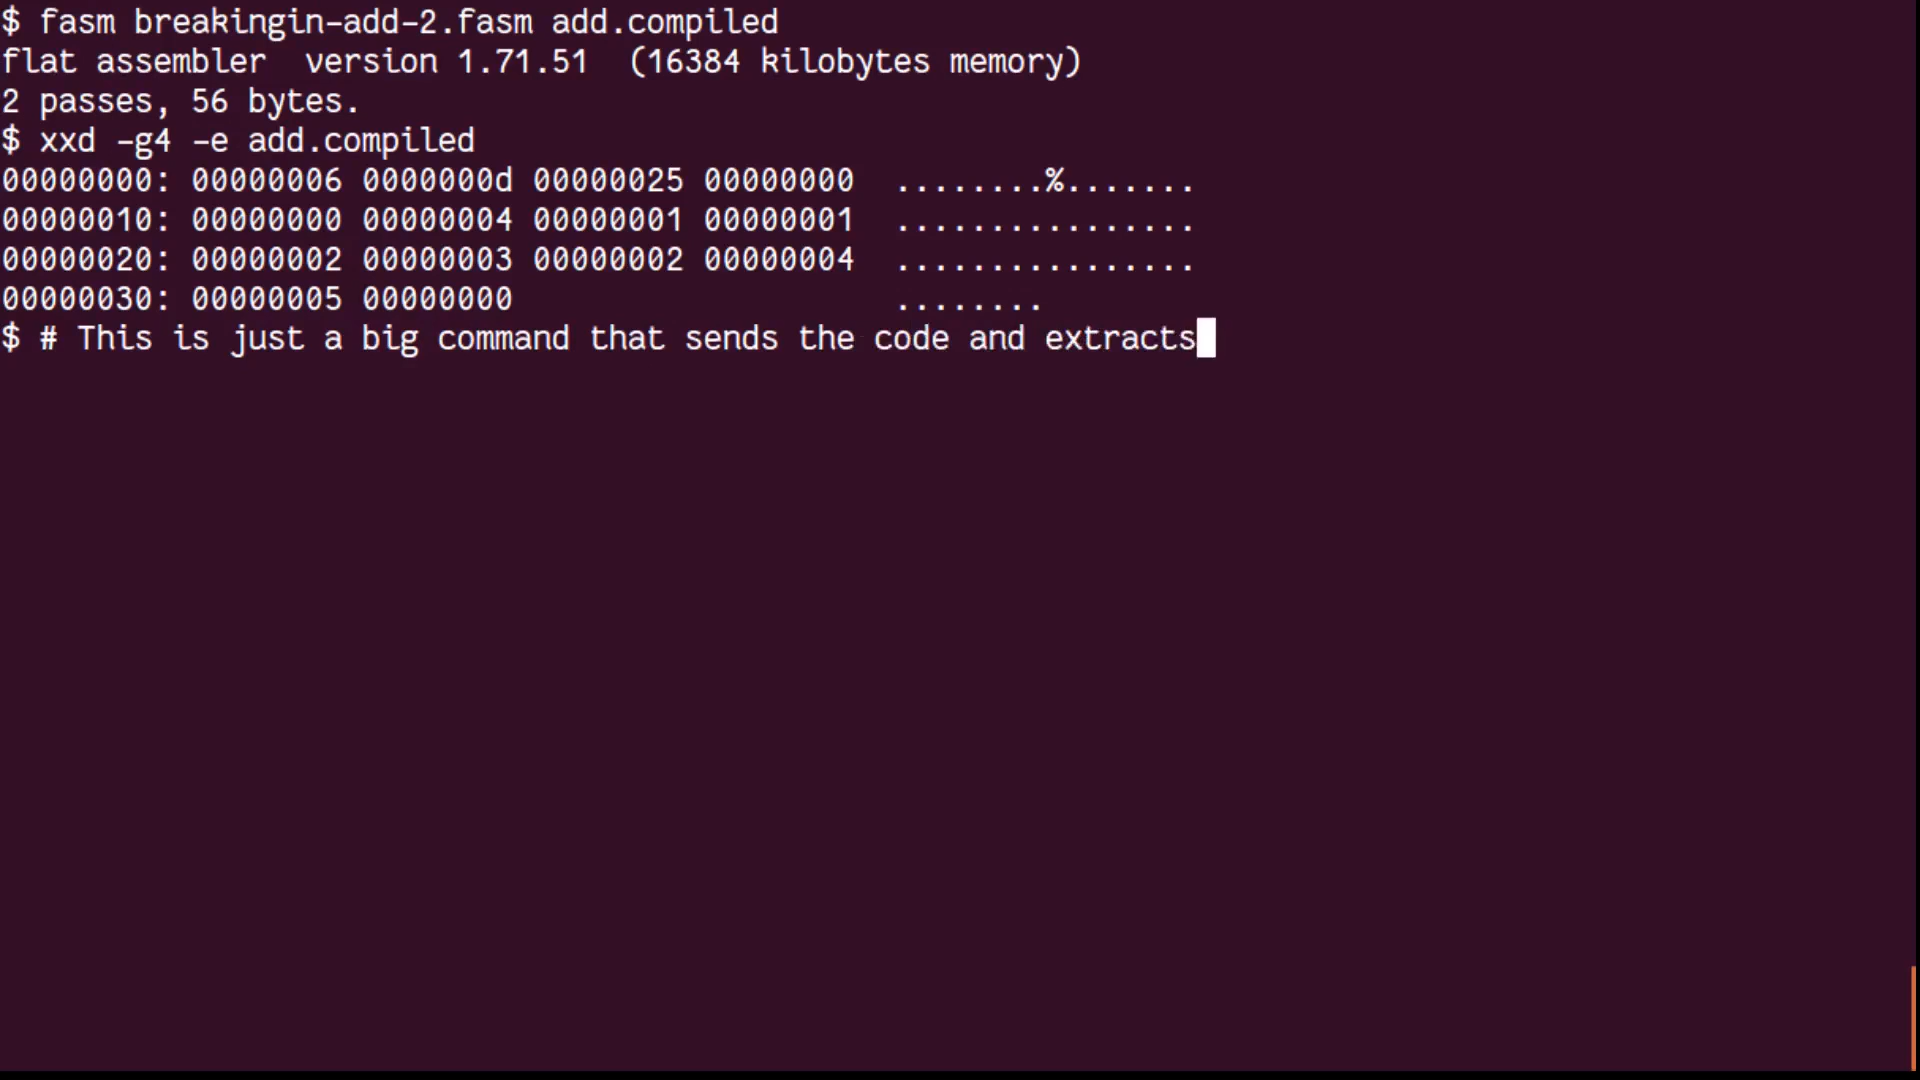 $ fasm breakingin-add-2.fasm add.compiled
flat assembler  version 1.71.51  (16384 kilobytes memory)
2 passes, 56 bytes.
$ xxd -g4 -e add.compiled
00000000: 00000006 0000000d 00000025 00000000  ........%.......
00000010: 00000000 00000004 00000001 00000001  ................
00000020: 00000002 00000003 00000002 00000004  ................
00000030: 00000005 00000000                    ........
$ # This is just a big command that sends the code and extracts